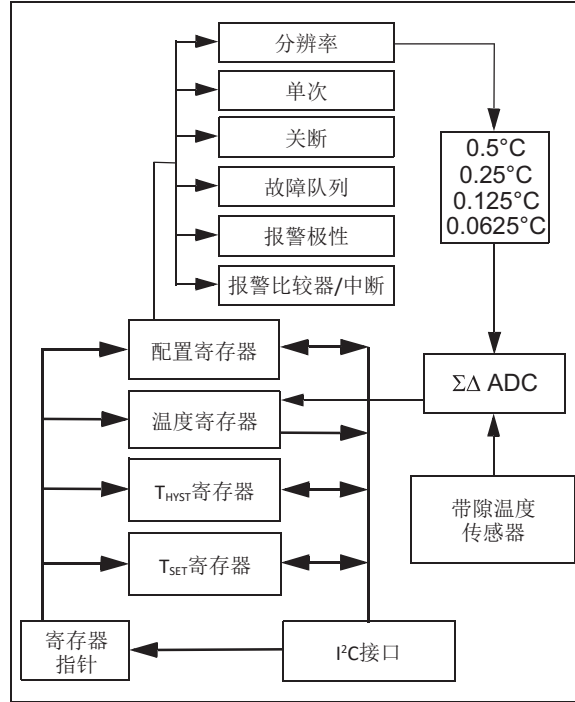 分辨率
单次
关断
故障队列
报警极性
报警比较器/中断
0.5°C
0.25°C
0.125°C
0.0625°C
配置寄存器
ΣΔ ADC
温度寄存器
THYST寄存器
带隙温度
传感器
TSET寄存器
寄存器
指针
I²C接口